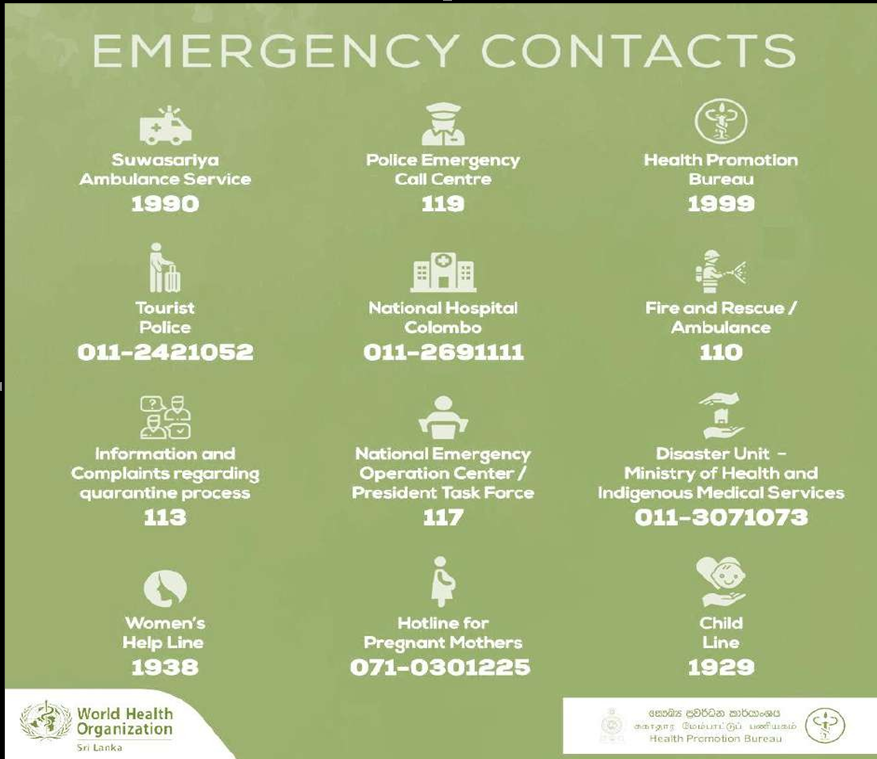 EMERGENCY CONTACTS
Suwasariya
Ambulance Service
1990
Police Emergency
Call Centre
119
Health Promotion
Bureau
1999
Tourist
Police
011-2421052
National Hospital
Colombo
011-2691111
Fire and Rescue /
Ambulance
110
Information and
Complaints regarding
quarantine process
113
National Emergency
Operation Center /
President Task Force
117
Disaster Unit -
Ministry of Health and
Indigenous Medical Services
011-3071073
Women's
Help Line
1938
Hotline for
Pregnant Mothers
071-0301225
Child
Line
1929
World Health
Organization
Sri Lanka
සෞඛ්‍ය ප්‍රවර්ධන කාර්යාංශය
சுகாதார மேம்பாட்டுப் பணியகம்
Health Promotion Bureau